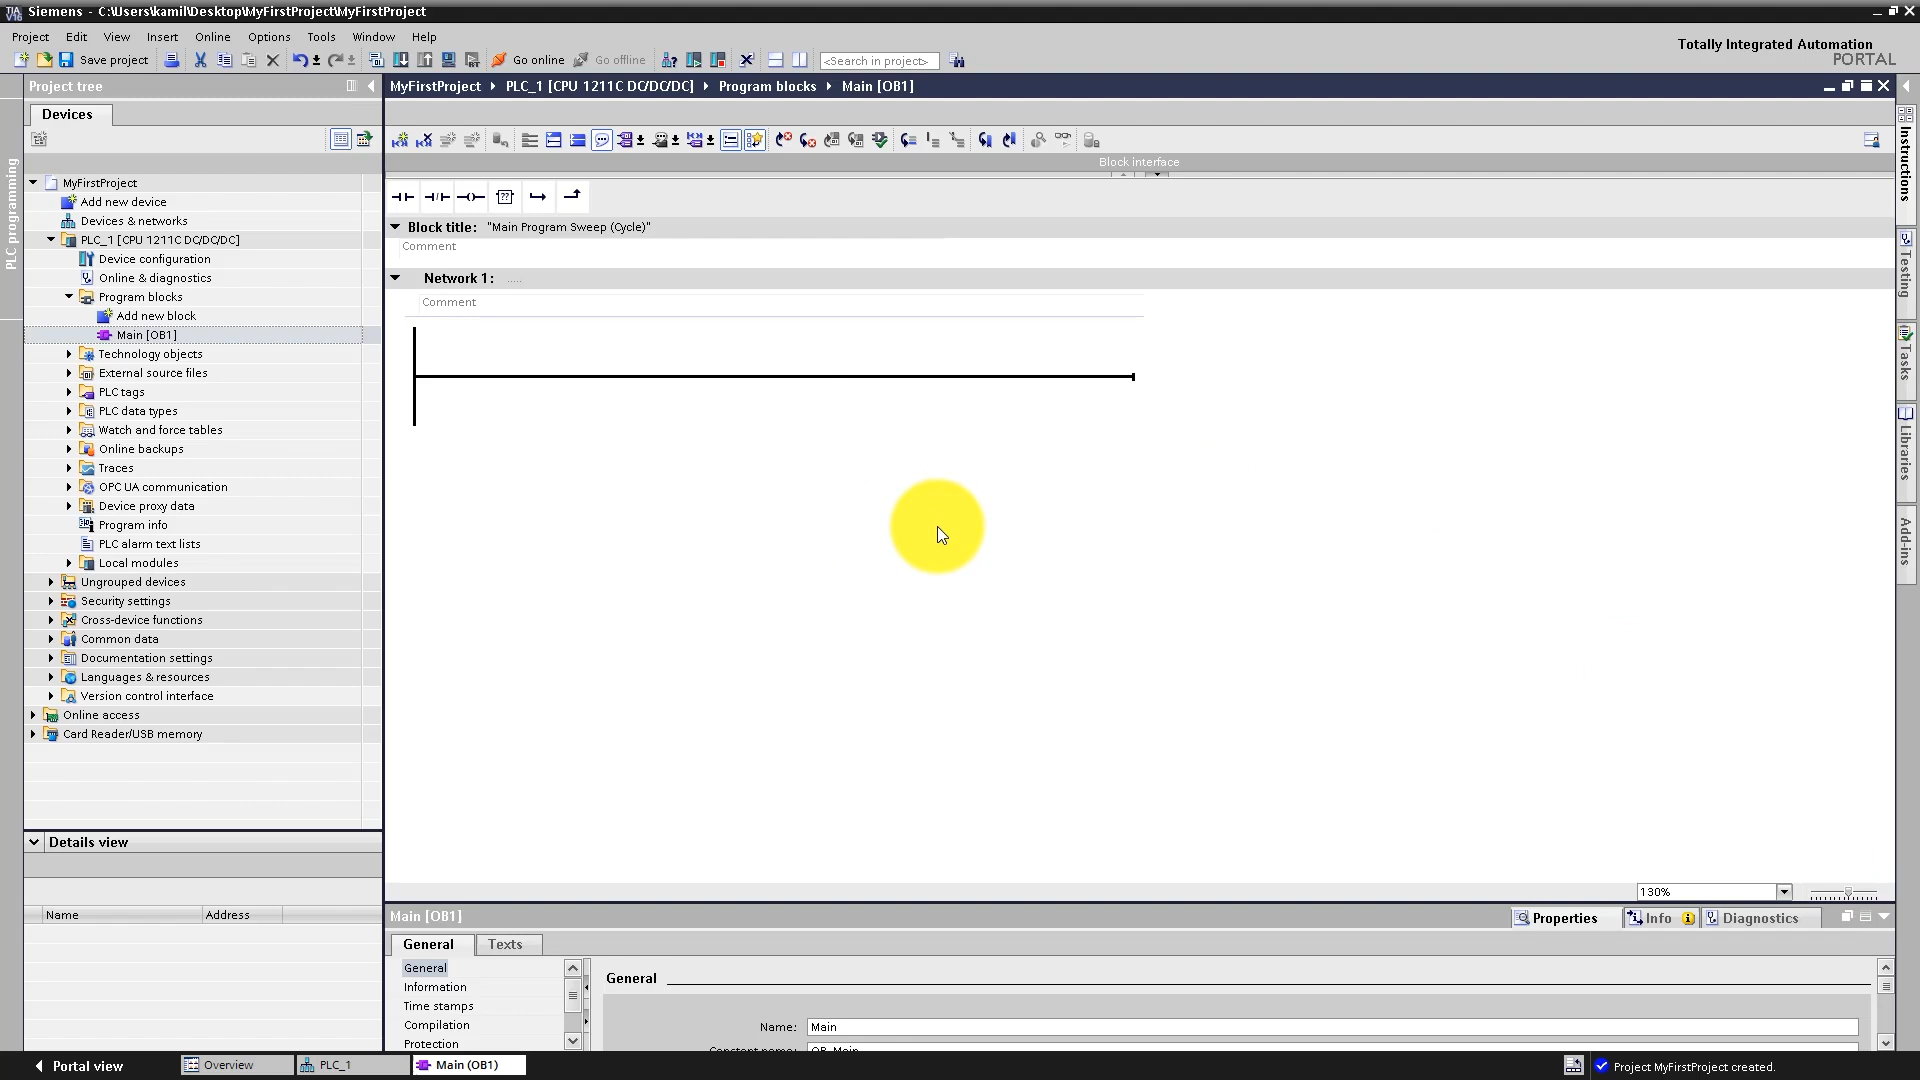 Siemens - C:\Users\kamil\Desktop\MyFirstProject\MyFirstProject
Project Edit View Insert Online Options Tools Window Help
Totally Integrated Automation
PORTAL
Save project
Go online
Go offline
<Search in project>
Project tree
MyFirstProject PLC_1 [CPU 1211C DC/DC/DC] Program blocks Main [OB1]
Devices
Block interface
PLC programming
MyFirstProject
Add new device
Devices & networks
PLC_1 [CPU 1211C DC/DC/DC]
Device configuration
Online & diagnostics
Program blocks
Add new block
Main [OB1]
Technology objects
External source files
PLC tags
PLC data types
Watch and force tables
Online backups
Traces
OPC UA communication
Device proxy data
Program info
PLC alarm text lists
Local modules
Ungrouped devices
Security settings
Cross-device functions
Common data
Documentation settings
Languages & resources
Version control interface
Online access
Card Reader/USB memory
Details view
Name Address
??
Block title: "Main Program Sweep (Cycle)"
Comment
Network 1: .....
Comment
130%
Instructions
Testing
Tasks
Libraries
Add-ins
Main [OB1]
Properties Info Diagnostics
General Texts
General
Information
Time stamps
Compilation
Protection
General
Name: Main
Constant name: OB_Main
Portal view Overview PLC_1 Main (OB1) Project MyFirstProject created.